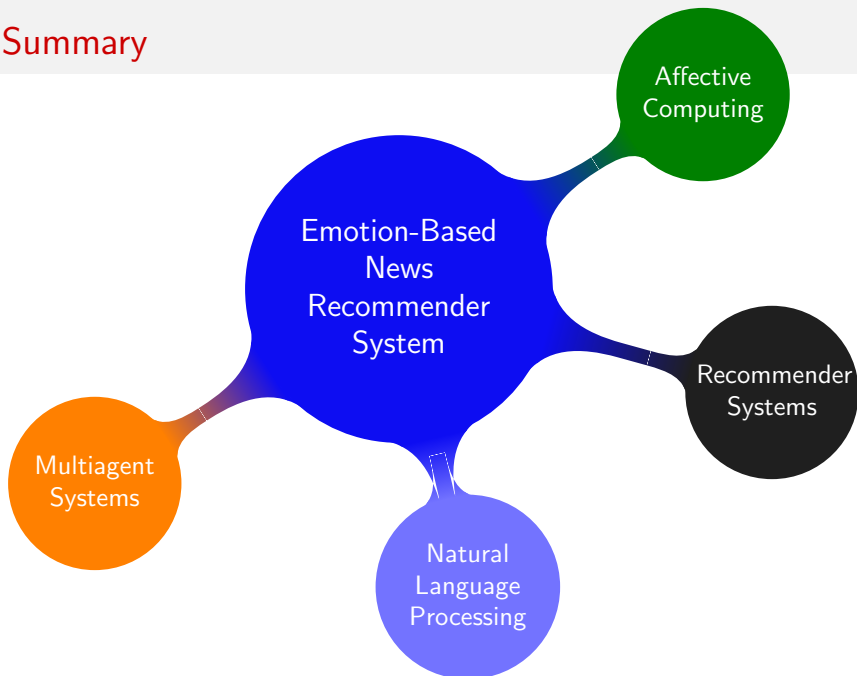 Summary
Affective
Computing
Emotion-Based
News
Recommender
System
Recommender
Systems
Multiagent
Systems
Natural
Language
Processing